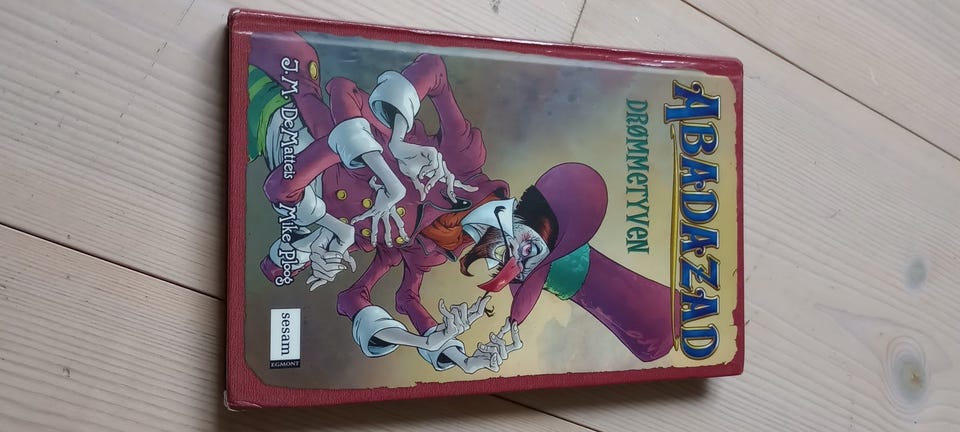 ABADAZAD
DRØMMETYVEN
J. M. DeMatteis Mike Ploog
sesam
EGMONT